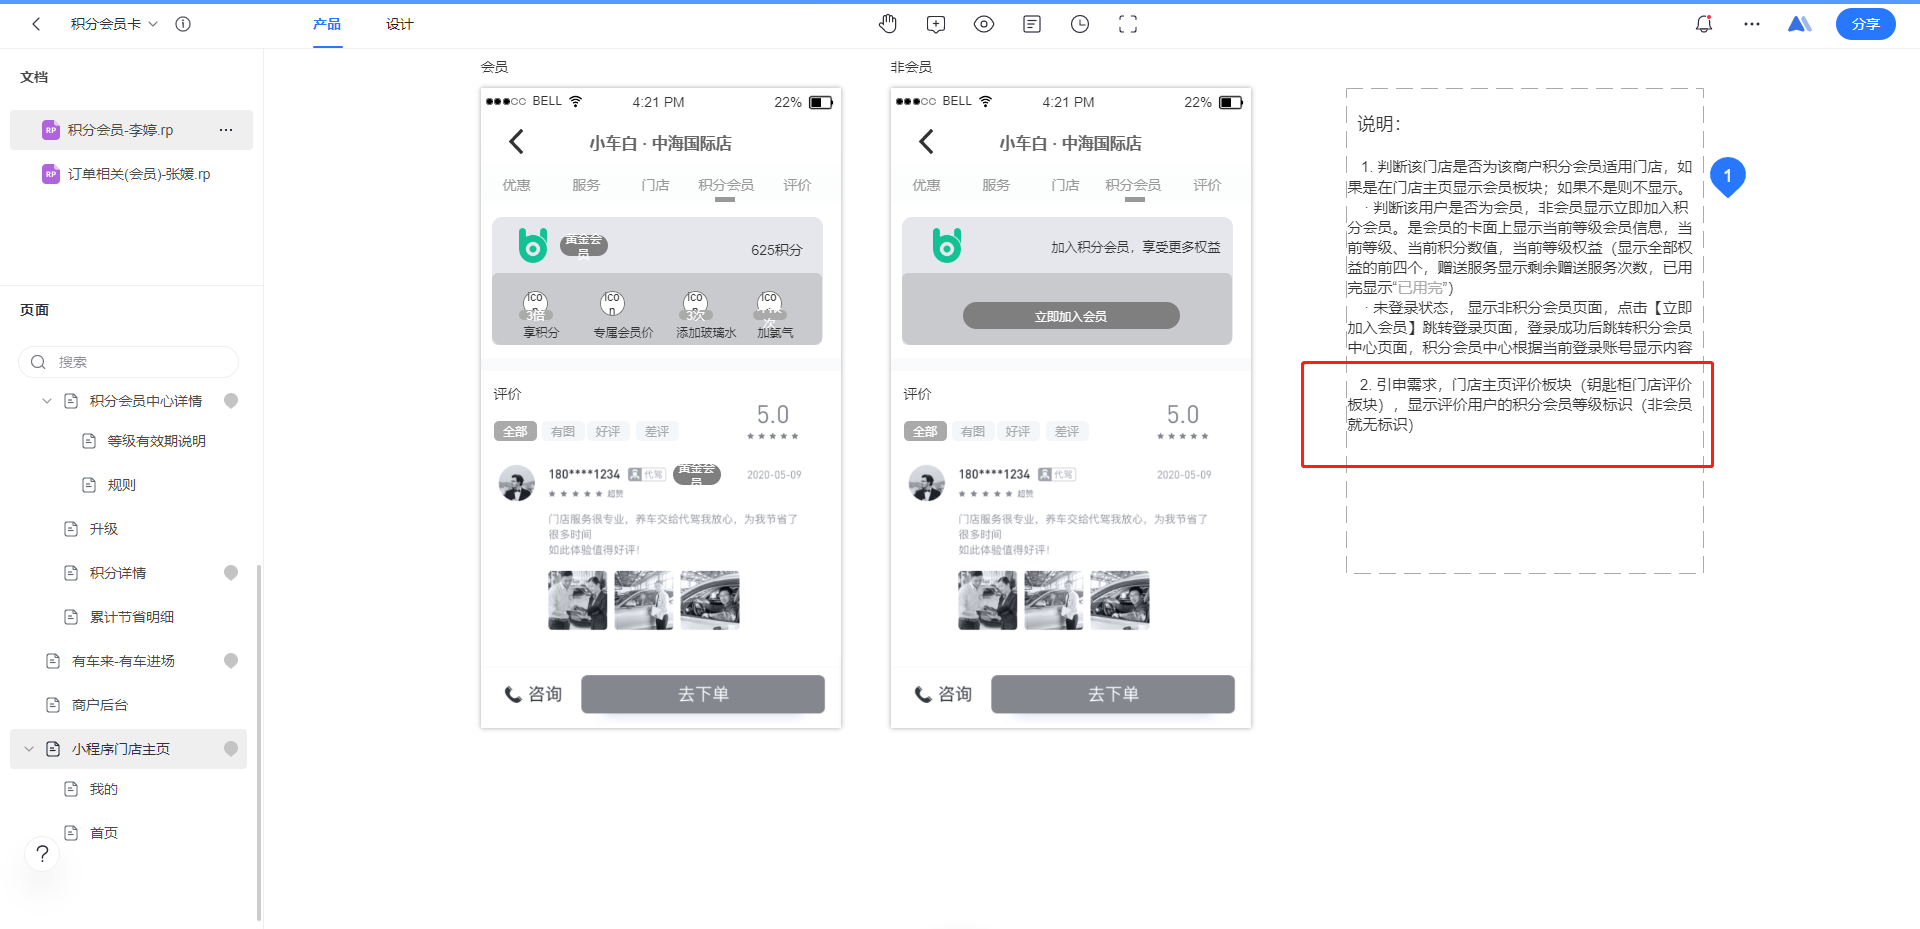 积分会员卡
产品
设计
分享
文档
RP
积分会员-李婷.rp
RP
订单相关(会员)-张媛.rp
页面
搜索
积分会员中心详情
等级有效期说明
规则
升级
积分详情
累计节省明细
有车来-有车进场
商户后台
小程序门店主页
我的
首页
?
会员
BELL
4:21 PM
22%
小车白 · 中海国际店
优惠
服务
门店
积分会员
评价
黄金会
员
625积分
ico
n
3倍
享积分
ico
n
专属会员价
ico
n
3次
添加玻璃水
ico
n
次
加氯气
评价
5.0
全部
有图
好评
差评
180****1234
代驾
黄金会
员
2020-05-09
超赞
门店服务很专业，养车交给代驾我放心，为我节省了
很多时间
如此体验值得好评！
咨询
去下单
非会员
BELL
4:21 PM
22%
小车白 · 中海国际店
优惠
服务
门店
积分会员
评价
加入积分会员，享受更多权益
立即加入会员
评价
5.0
全部
有图
好评
差评
180****1234
代驾
2020-05-09
超赞
门店服务很专业，养车交给代驾我放心，为我节省了
很多时间
如此体验值得好评！
咨询
去下单
说明：
1. 判断该门店是否为该商户积分会员适用门店，如
果是在门店主页显示会员板块；如果不是则不显示。
· 判断该用户是否为会员，非会员显示立即加入积
分会员。是会员的卡面上显示当前等级会员信息，当
前等级、当前积分数值，当前等级权益（显示全部权
益的前四个，赠送服务显示剩余赠送服务次数，已用
完显示“已用完”）
· 未登录状态， 显示非积分会员页面，点击【立即
加入会员】跳转登录页面，登录成功后跳转积分会员
中心页面，积分会员中心根据当前登录账号显示内容
2. 引申需求，门店主页评价板块（钥匙柜门店评价
板块），显示评价用户的积分会员等级标识（非会员
就无标识）
1